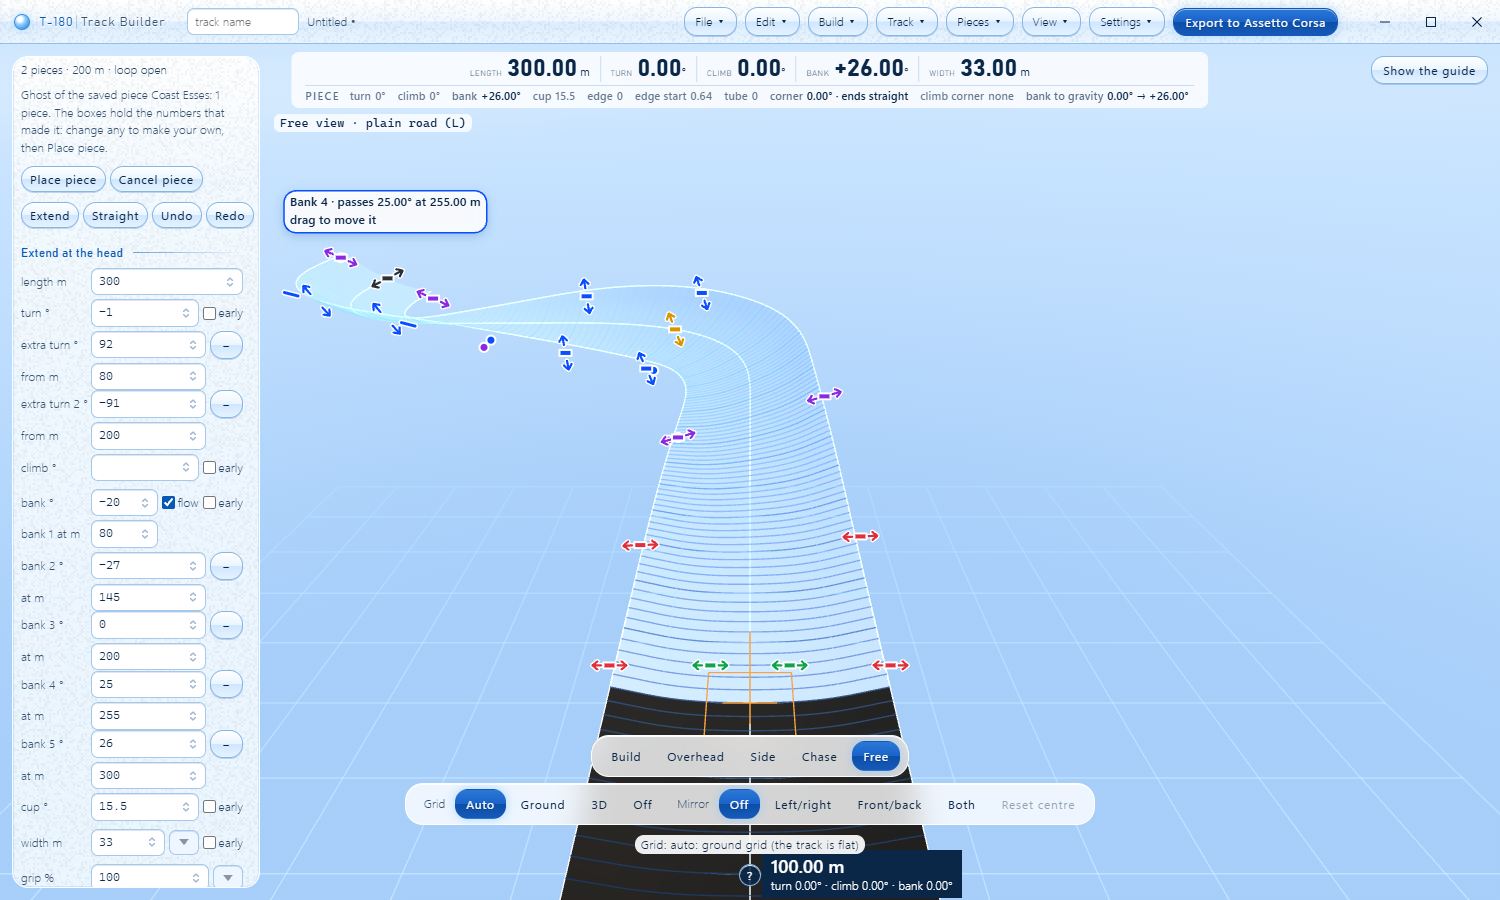 T-180 | Track Builder
track name
Untitled •
File ▾
Edit ▾
Build ▾
Track ▾
Pieces ▾
View ▾
Settings ▾
Export to Assetto Corsa
2 pieces · 200 m · loop open
Ghost of the saved piece Coast Esses: 1
piece. The boxes hold the numbers that
made it: change any to make your own,
then Place piece.
Place piece
Cancel piece
Extend
Straight
Undo
Redo
Extend at the head
length m 300
turn ° −1 early
extra turn ° 92 −
from m 80
extra turn 2 ° −91 −
from m 200
climb ° early
bank ° −20 flow early
bank 1 at m 80
bank 2 ° −27 −
at m 145
bank 3 ° 0 −
at m 200
bank 4 ° 25 −
at m 255
bank 5 ° 26 −
at m 300
cup ° 15.5 early
width m 33 early
grip % 100
LENGTH 300.00 m TURN 0.00° CLIMB 0.00° BANK +26.00° WIDTH 33.00 m
PIECE turn 0° climb 0° bank +26.00° cup 15.5 edge 0 edge start 0.64 tube 0 corner 0.00° · ends straight climb corner none bank to gravity 0.00° → +26.00°
Show the guide
Free view · plain road (L)
Bank 4 · passes 25.00° at 255.00 m
drag to move it
Build Overhead Side Chase Free
Grid Auto Ground 3D Off Mirror Off Left/right Front/back Both Reset centre
Grid: auto: ground grid (the track is flat)
?
100.00 m
turn 0.00° · climb 0.00° · bank 0.00°